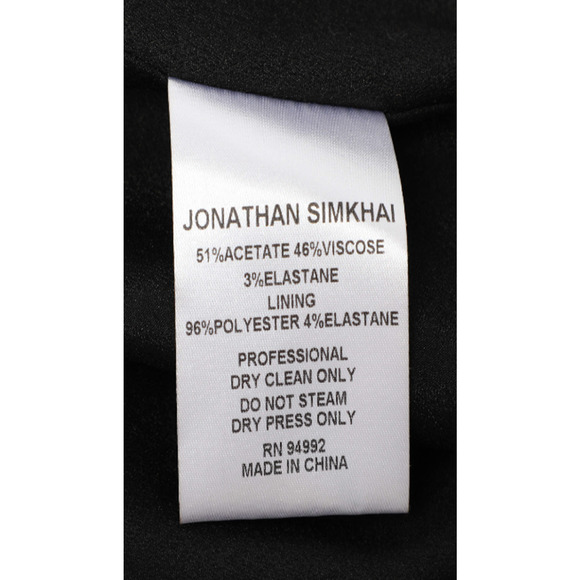 JONATHAN SIMKHAI
51%ACETATE 46%VISCOSE
3%ELASTANE
LINING
96%POLYESTER 4%ELASTANE
PROFESSIONAL
DRY CLEAN ONLY
DO NOT STEAM
DRY PRESS ONLY
RN 94992
MADE IN CHINA